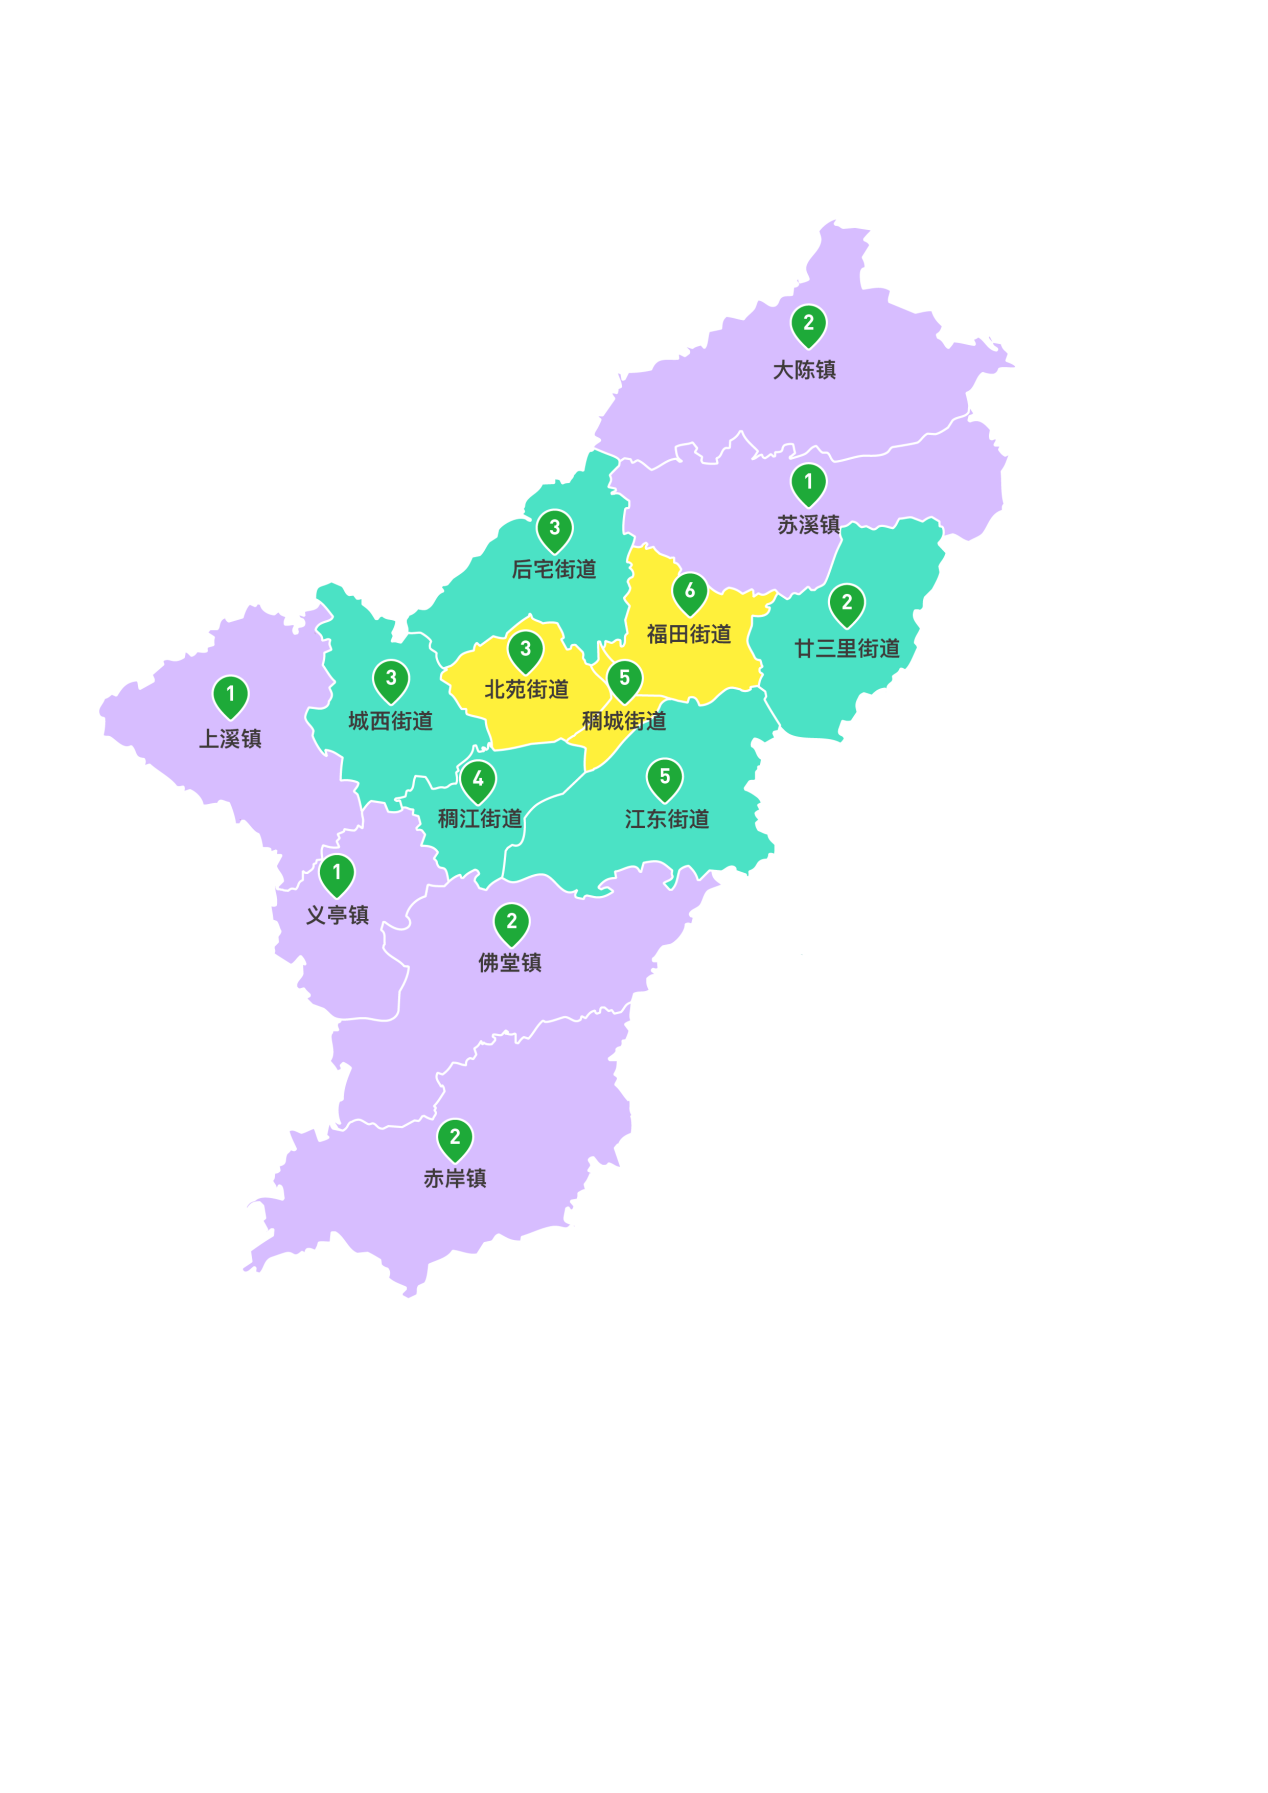 2
大陈镇
1
苏溪镇
3
后宅街道
6
福田街道
2
廿三里街道
3
北苑街道
5
稠城街道
3
城西街道
1
上溪镇
4
稠江街道
5
江东街道
1
义亭镇
2
佛堂镇
2
赤岸镇